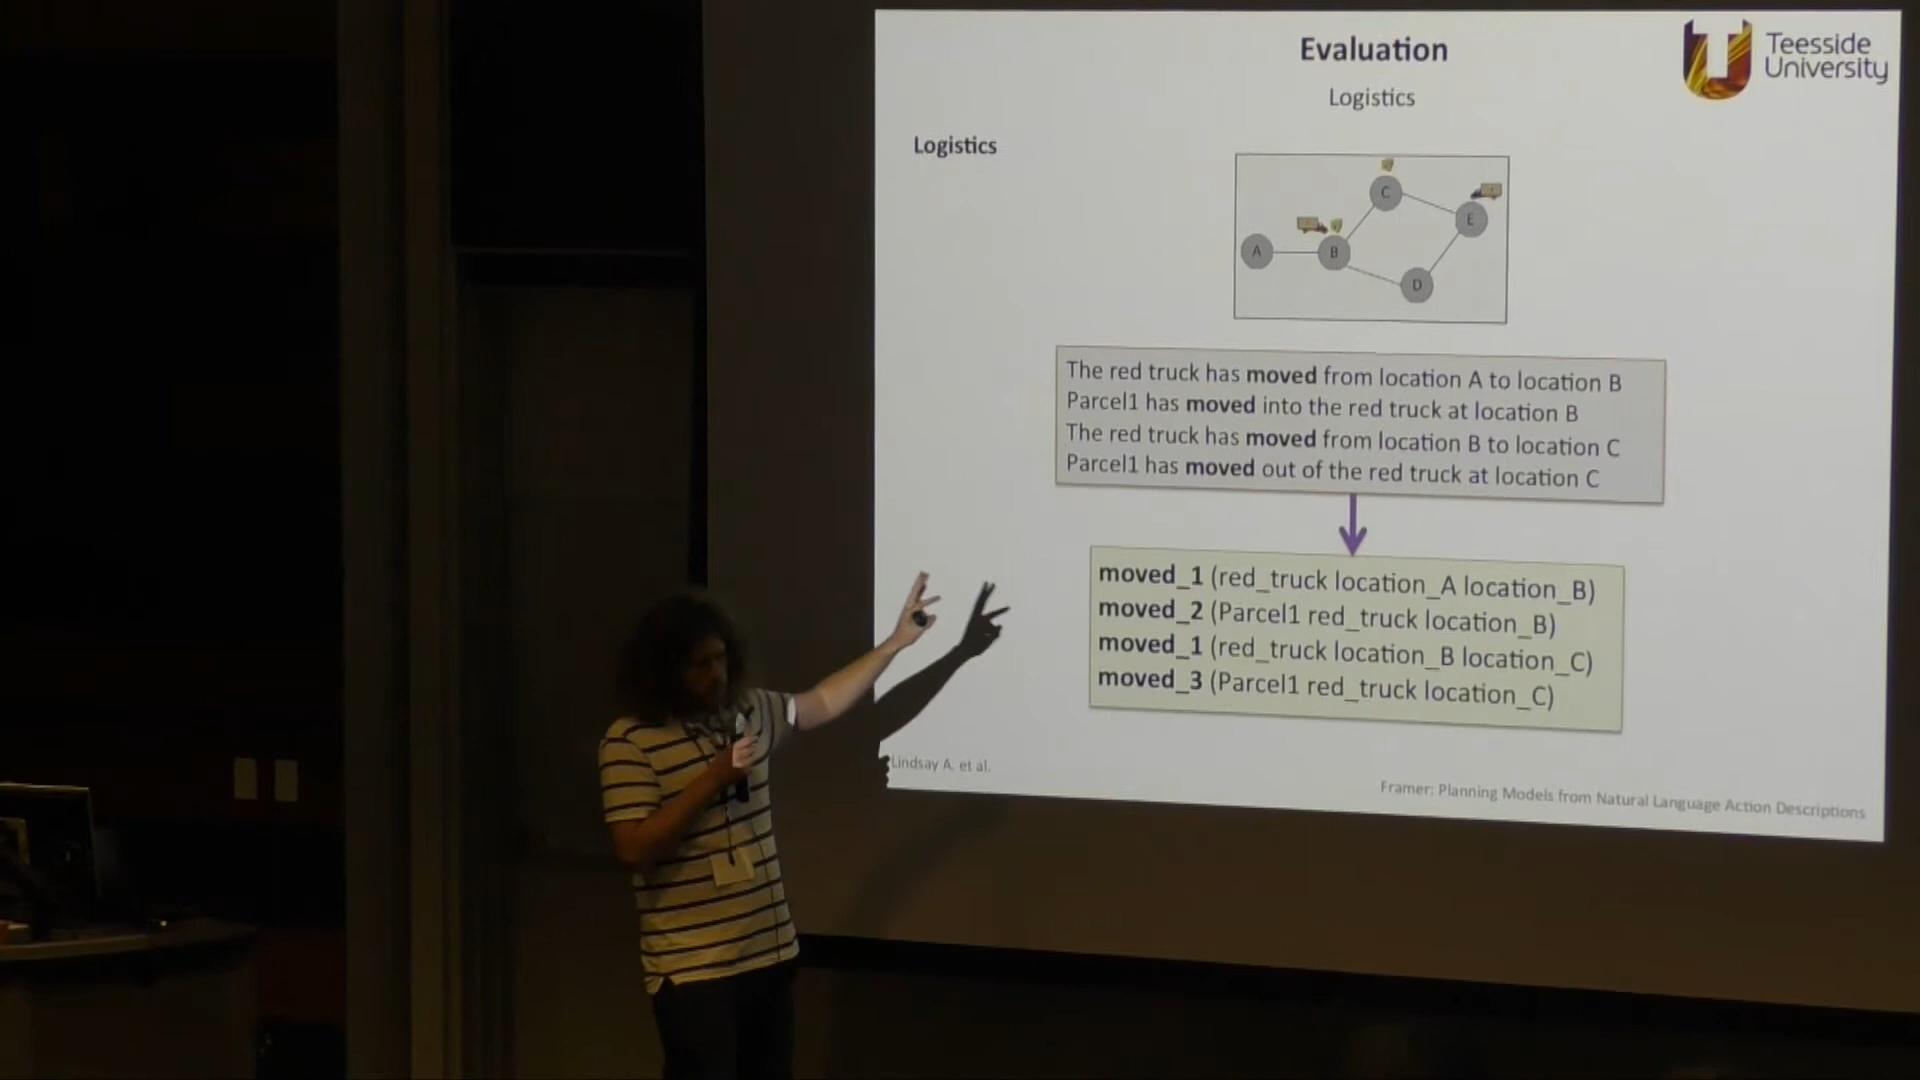 Evaluation
Teesside
University
Logistics
Logistics
C
E
A
B
D
The red truck has moved from location A to location B
Parcel1 has moved into the red truck at location B
The red truck has moved from location B to location C
Parcel1 has moved out of the red truck at location C
moved_1 (red_truck location_A location_B)
moved_2 (Parcel1 red_truck location_B)
moved_1 (red_truck location_B location_C)
moved_3 (Parcel1 red_truck location_C)
Lindsay A. et al.
Framer: Planning Models from Natural Language Action Descriptions